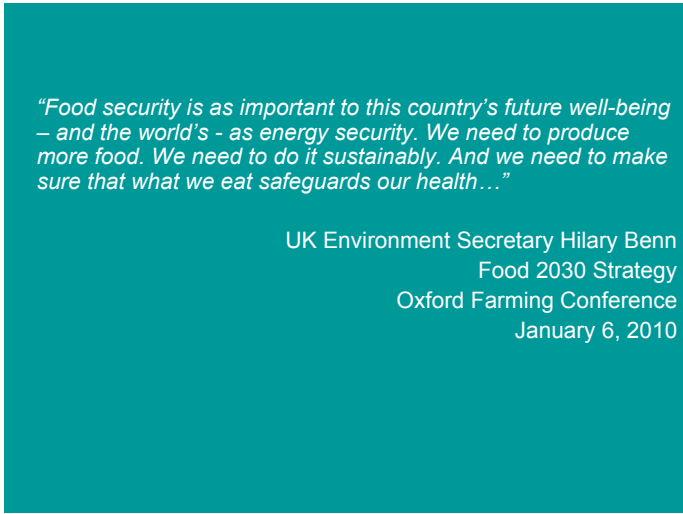 “Food security is as important to this country’s future well-being
– and the world’s - as energy security. We need to produce
more food. We need to do it sustainably. And we need to make
sure that what we eat safeguards our health…”
UK Environment Secretary Hilary Benn
Food 2030 Strategy
Oxford Farming Conference
January 6, 2010